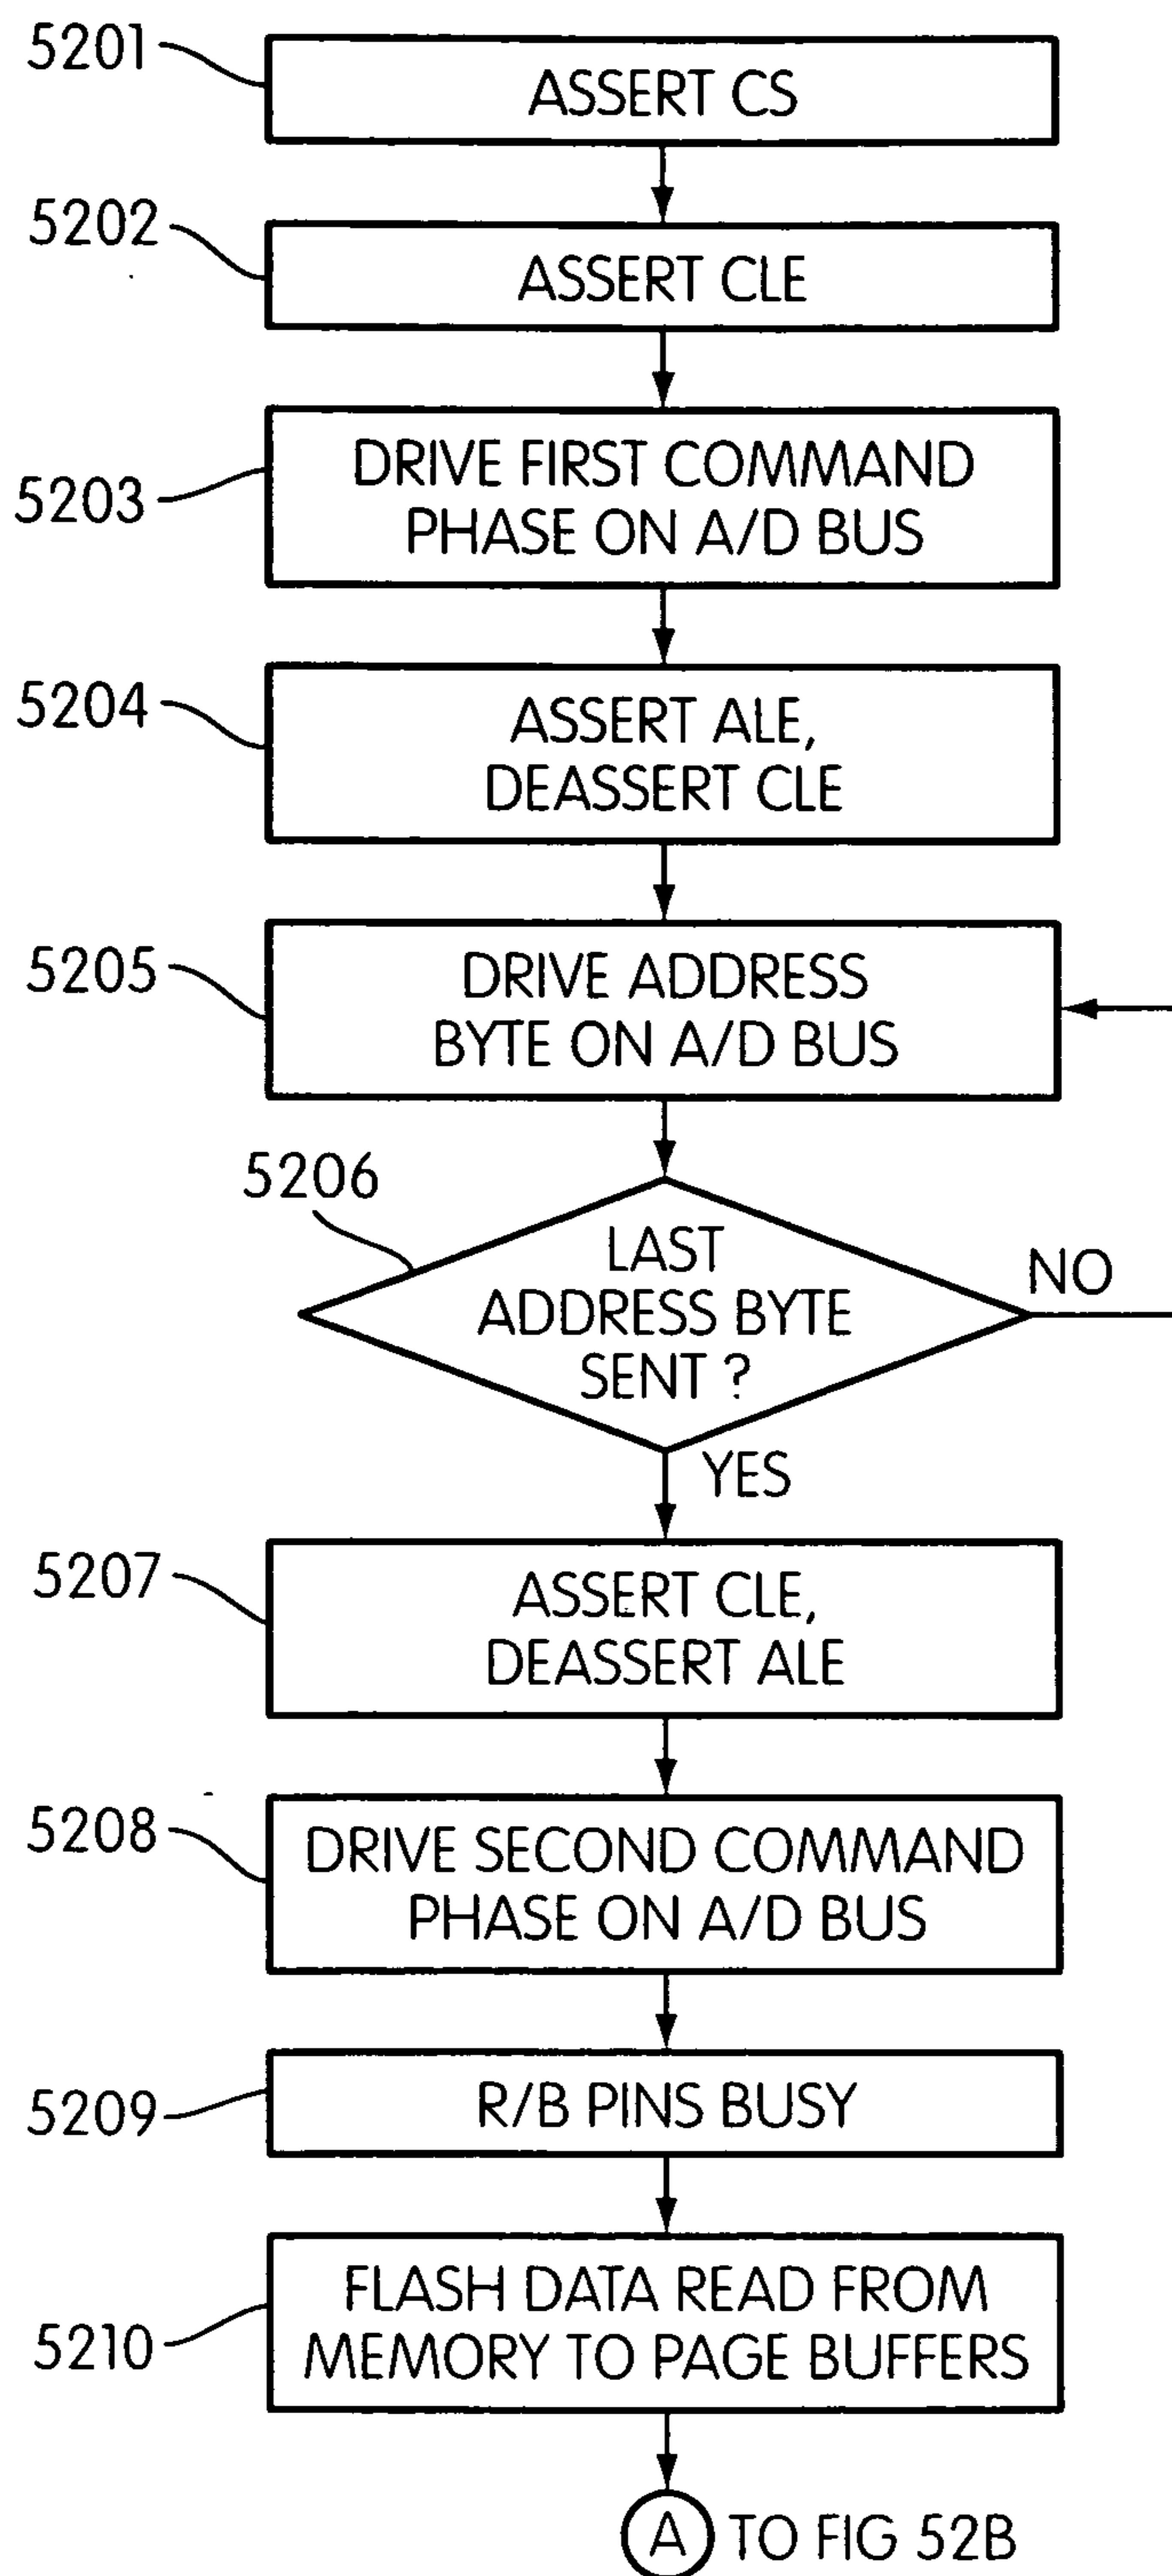 5201
ASSERT CS
5202
ASSERT CLE
5203
DRIVE FIRST COMMAND
PHASE ON A/D BUS
5204
ASSERT ALE,
DEASSERT CLE
5205
DRIVE ADDRESS
BYTE ON A/D BUS
5206
LAST
ADDRESS BYTE
SENT ?
NO
YES
5207
ASSERT CLE,
DEASSERT ALE
5208
DRIVE SECOND COMMAND
PHASE ON A/D BUS
5209
R/B PINS BUSY
5210
FLASH DATA READ FROM
MEMORY TO PAGE BUFFERS
A TO FIG 52B